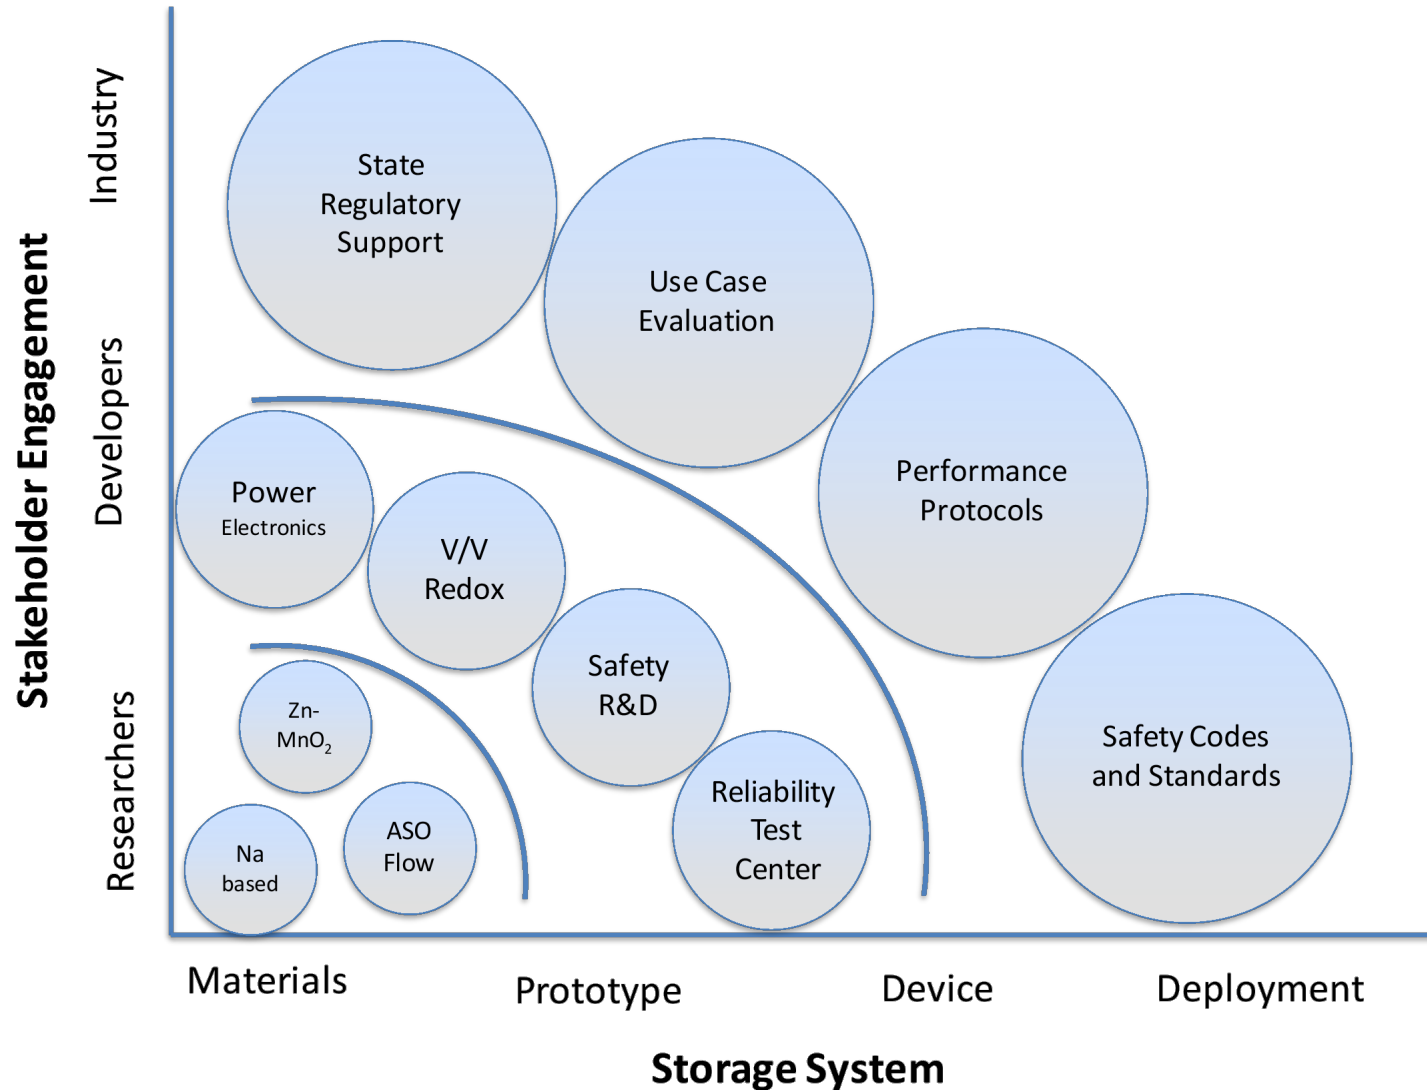 Stakeholder Engagement
Industry
Developers
Researchers
State
Regulatory
Support
Use Case
Evaluation
Performance
Protocols
Safety Codes
and Standards
Power
Electronics
V/V
Redox
Safety
R&D
Reliability
Test
Center
Zn-
MnO₂
ASO
Flow
Na
based
Materials
Prototype
Device
Deployment
Storage System